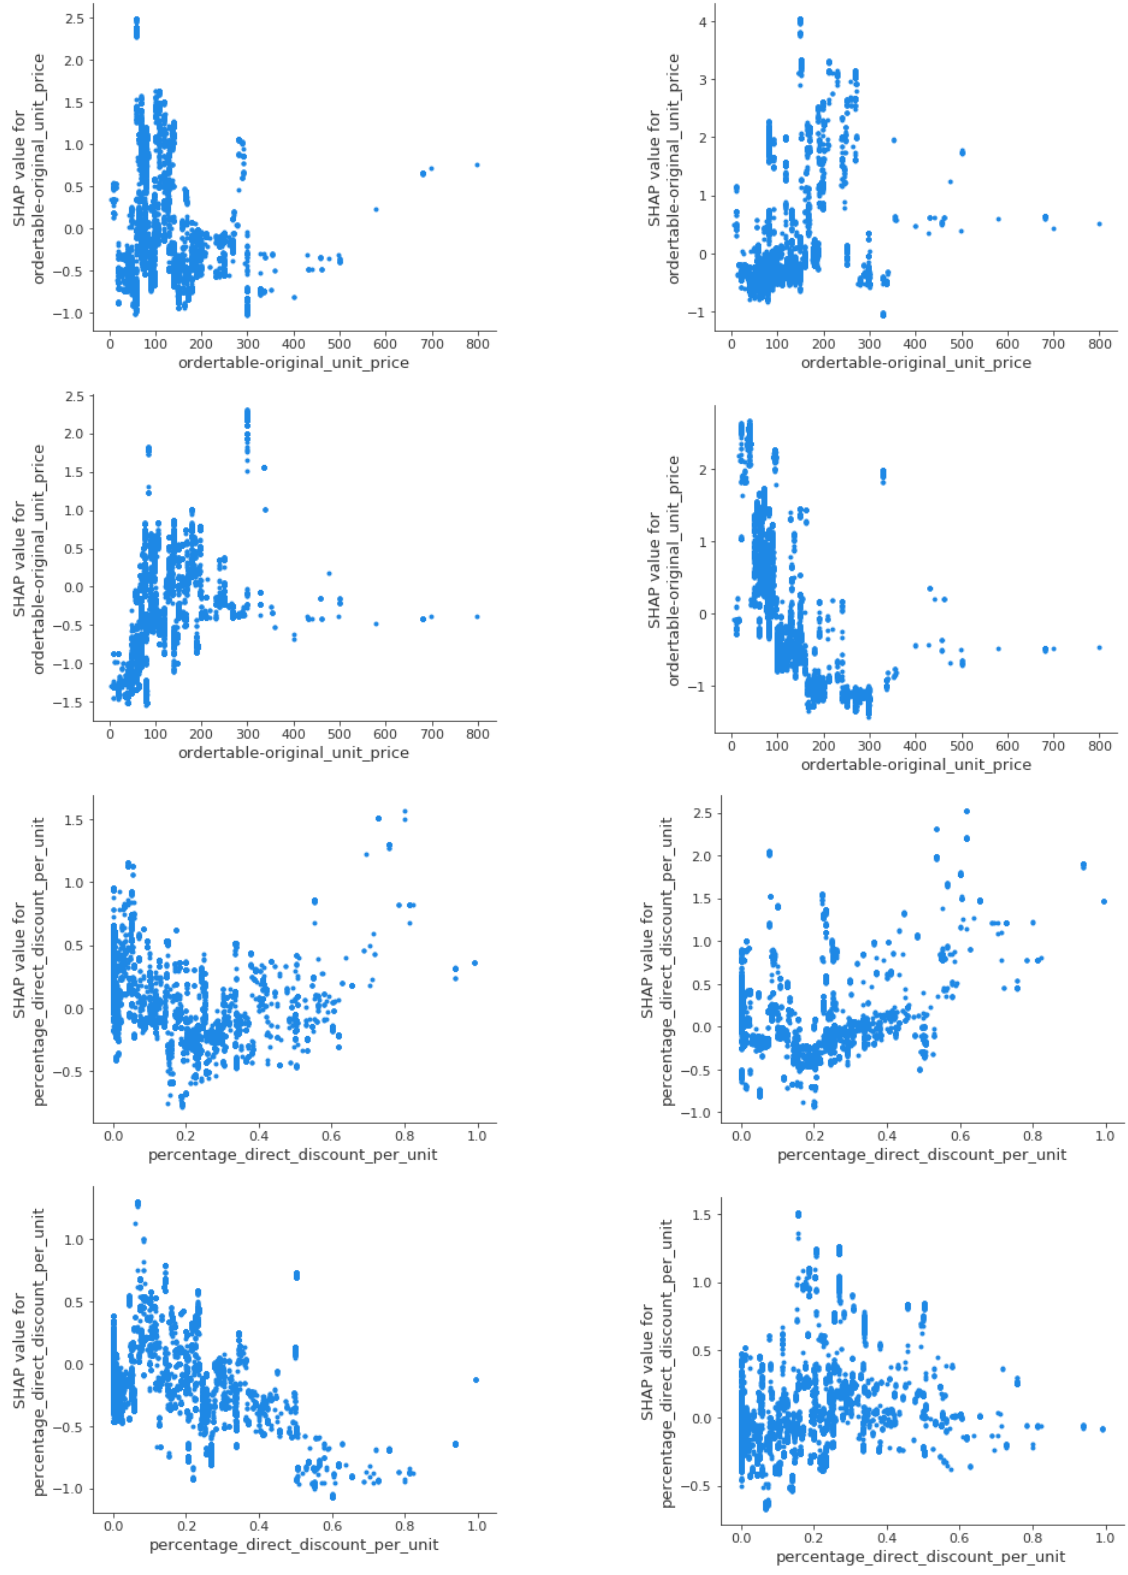 2.5
2.0
1.5
1.0
0.5
0.0
−0.5
−1.0
SHAP value for
ordertable-original_unit_price
0 100 200 300 400 500 600 700 800
ordertable-original_unit_price
4
3
2
1
0
−1
SHAP value for
ordertable-original_unit_price
0 100 200 300 400 500 600 700 800
ordertable-original_unit_price
2.5
2.0
1.5
1.0
0.5
0.0
−0.5
−1.0
−1.5
SHAP value for
ordertable-original_unit_price
0 100 200 300 400 500 600 700 800
ordertable-original_unit_price
2
1
0
−1
SHAP value for
ordertable-original_unit_price
0 100 200 300 400 500 600 700 800
ordertable-original_unit_price
1.5
1.0
0.5
0.0
−0.5
SHAP value for
percentage_direct_discount_per_unit
0.0 0.2 0.4 0.6 0.8 1.0
percentage_direct_discount_per_unit
2.5
2.0
1.5
1.0
0.5
0.0
−0.5
−1.0
SHAP value for
percentage_direct_discount_per_unit
0.0 0.2 0.4 0.6 0.8 1.0
percentage_direct_discount_per_unit
1.0
0.5
0.0
−0.5
−1.0
SHAP value for
percentage_direct_discount_per_unit
0.0 0.2 0.4 0.6 0.8 1.0
percentage_direct_discount_per_unit
1.5
1.0
0.5
0.0
−0.5
SHAP value for
percentage_direct_discount_per_unit
0.0 0.2 0.4 0.6 0.8 1.0
percentage_direct_discount_per_unit